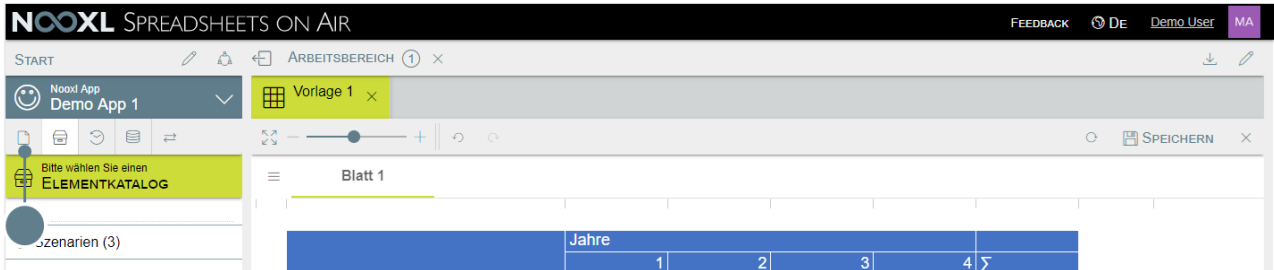 NOOXL SPREADSHEETS ON AIR
FEEDBACK DE Demo User MA
START ARBEITSBEREICH 1
Nooxl App
Demo App 1
Vorlage 1
SPEICHERN
Bitte wählen Sie einen
ELEMENTKATALOG
Blatt 1
(3)
Jahre
1 2 3 4 ∑